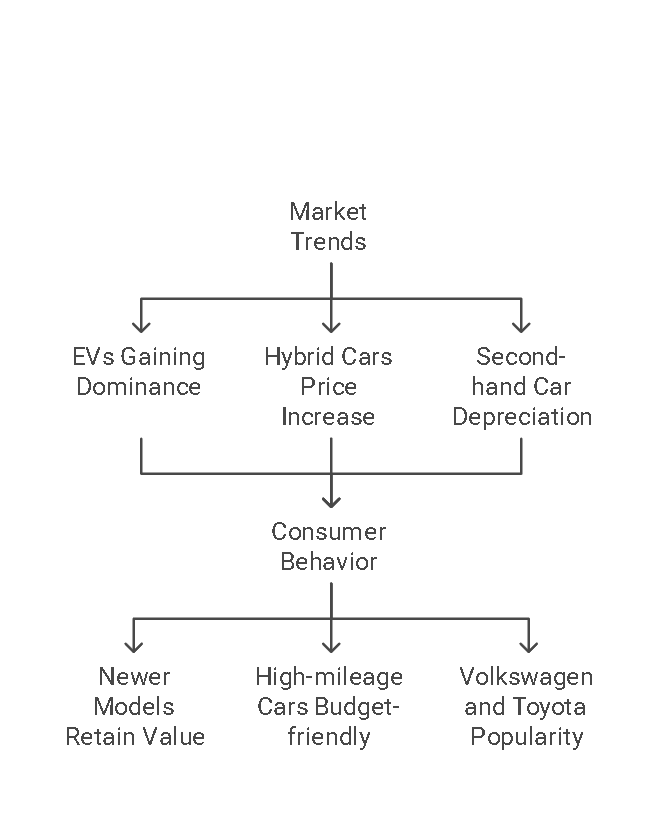 Market
Trends
EVs Gaining
Dominance
Hybrid Cars
Price
Increase
Second-
hand Car
Depreciation
Consumer
Behavior
Newer
Models
Retain Value
High-mileage
Cars Budget-
friendly
Volkswagen
and Toyota
Popularity